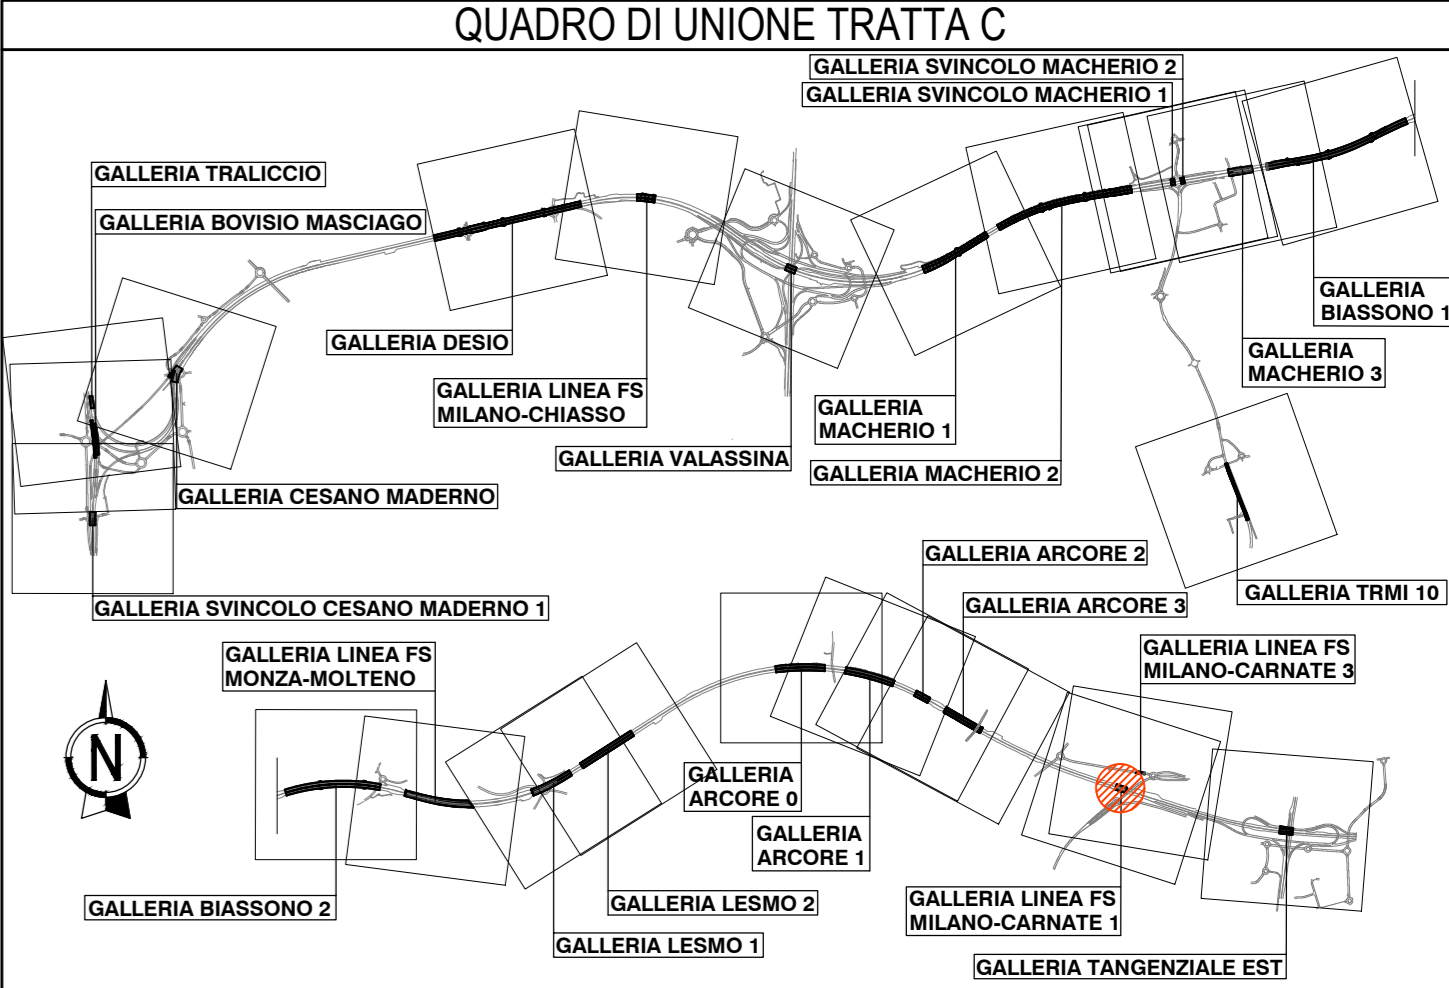 QUADRO DI UNIONE TRATTA C
GALLERIA SVINCOLO MACHERIO 2
GALLERIA SVINCOLO MACHERIO 1
GALLERIA TRALICCIO
GALLERIA BOVISIO MASCIAGO
GALLERIA BIASSONO 1
GALLERIA DESIO
GALLERIA
MACHERIO 3
GALLERIA LINEA FS
MILANO-CHIASSO
GALLERIA
MACHERIO 1
GALLERIA VALASSINA
GALLERIA MACHERIO 2
GALLERIA CESANO MADERNO
GALLERIA TRMI 10
GALLERIA SVINCOLO CESANO MADERNO 1
GALLERIA ARCORE 2
GALLERIA ARCORE 3
GALLERIA LINEA FS
MONZA-MOLTENO
GALLERIA LINEA FS
MILANO-CARNATE 3
N
GALLERIA
ARCORE 0
GALLERIA
ARCORE 1
GALLERIA BIASSONO 2
GALLERIA LESMO 2
GALLERIA LINEA FS
MILANO-CARNATE 1
GALLERIA LESMO 1
GALLERIA TANGENZIALE EST